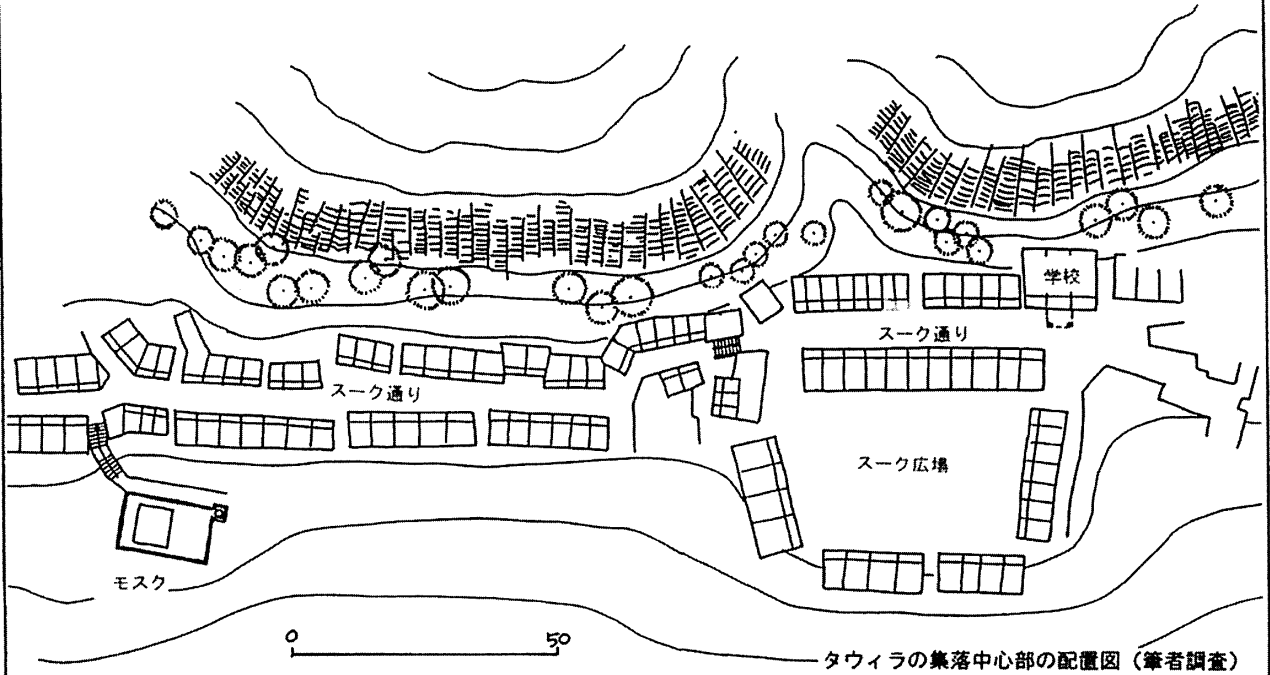 学校
スーク通り
スーク通り
スーク広場
モスク
0 50
タウィラの集落中心部の配置図（筆者調査）